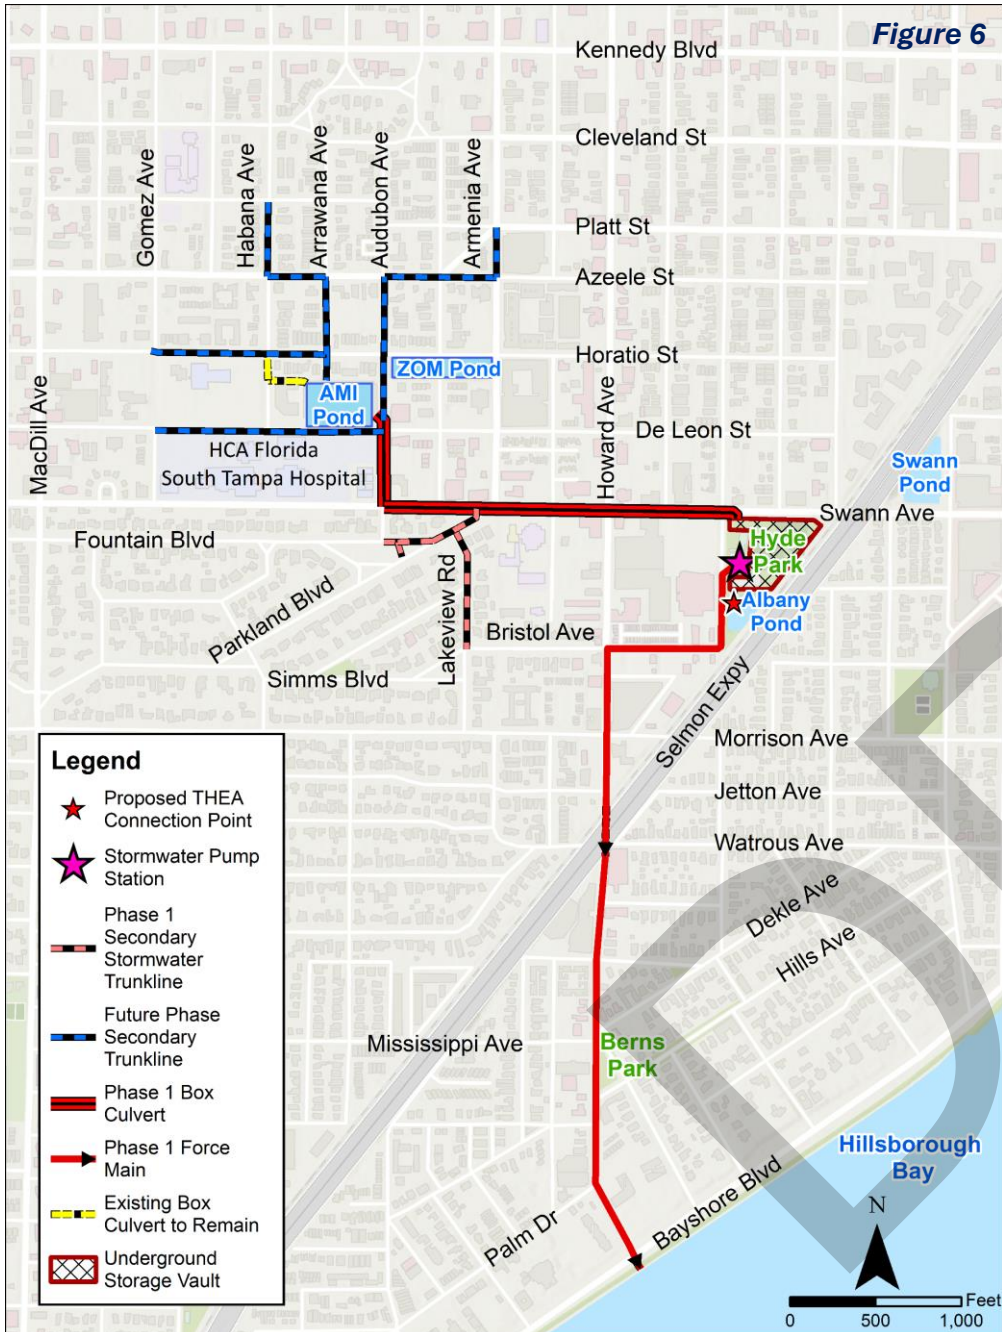 Figure 6
Kennedy Blvd
Cleveland St
Platt St
Azeele St
Horatio St
De Leon St
Swann Ave
MacDill Ave
Gomez Ave
Habana Ave
Arrawana Ave
Audubon Ave
Armenia Ave
Howard Ave
ZOM Pond
AMI
Pond
HCA Florida
South Tampa Hospital
Swann
Pond
Fountain Blvd
Hyde
Park
Albany
Pond
Parkland Blvd
Lakeview Rd
Bristol Ave
Simms Blvd
Selmon Expy
Morrison Ave
Jetton Ave
Watrous Ave
Dekle Ave
Hills Ave
Mississippi Ave
Berns
Park
Palm Dr
Bayshore Blvd
Hillsborough
Bay
Legend
Proposed THEA
Connection Point
Stormwater Pump
Station
Phase 1
Secondary
Stormwater
Trunkline
Future Phase
Secondary
Trunkline
Phase 1 Box
Culvert
Phase 1 Force
Main
Existing Box
Culvert to Remain
Underground
Storage Vault
N
Feet
0 500 1,000